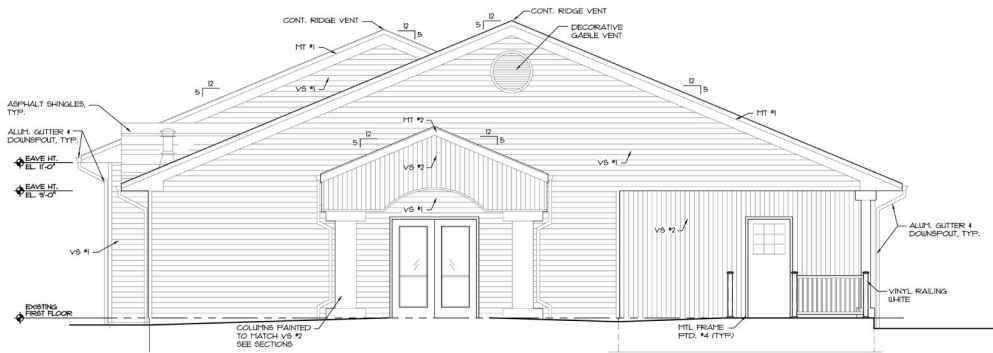 CONT. RIDGE VENT
12
5
CONT. RIDGE VENT
12
5
DECORATIVE
GABLE VENT
MT #1
12
5
VS #1
12
5
ASPHALT SHINGLES,
TYP.
MT #1
MT #2
ALUM. GUTTER &
DOWNSPOUT, TYP.
12
5
12
5
EAVE HT.
EL. 11'-0"
VS #2
VS #1
EAVE HT.
EL. 9'-0"
VS #1
VS #2
ALUM. GUTTER &
DOWNSPOUT, TYP.
VS #1
VINYL RAILING
WHITE
EXISTING
FIRST FLOOR
COLUMNS PAINTED
TO MATCH VS #2
SEE SECTIONS
MTL FRAME
PTD. #4 (TYP)